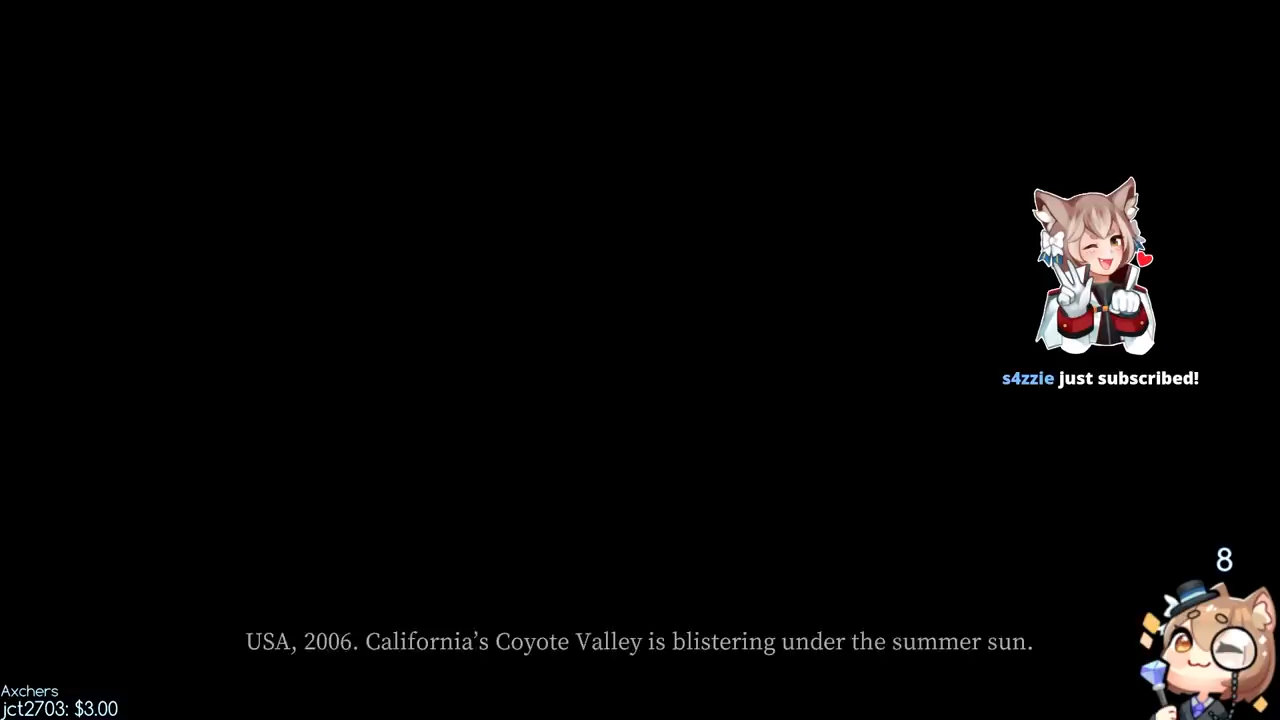 s4zzie just subscribed!
8
USA, 2006. California’s Coyote Valley is blistering under the summer sun.
Axchers
jct2703: $3.00